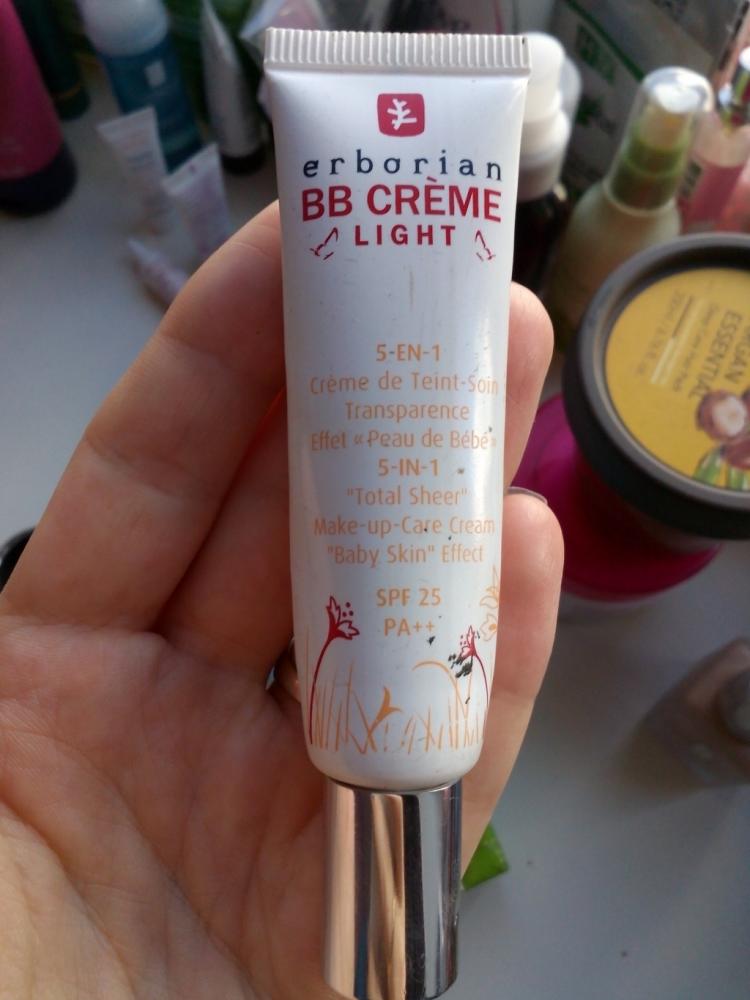 erborian
BB CRÈME
LIGHT
5-EN-1
Crème de Teint-Soin
Transparence
Effet «Peau de Bébé»
5-IN-1
"Total Sheer"
Make-up-Care Cream
"Baby Skin" Effect
SPF 25
PA++
ESSENTIAL